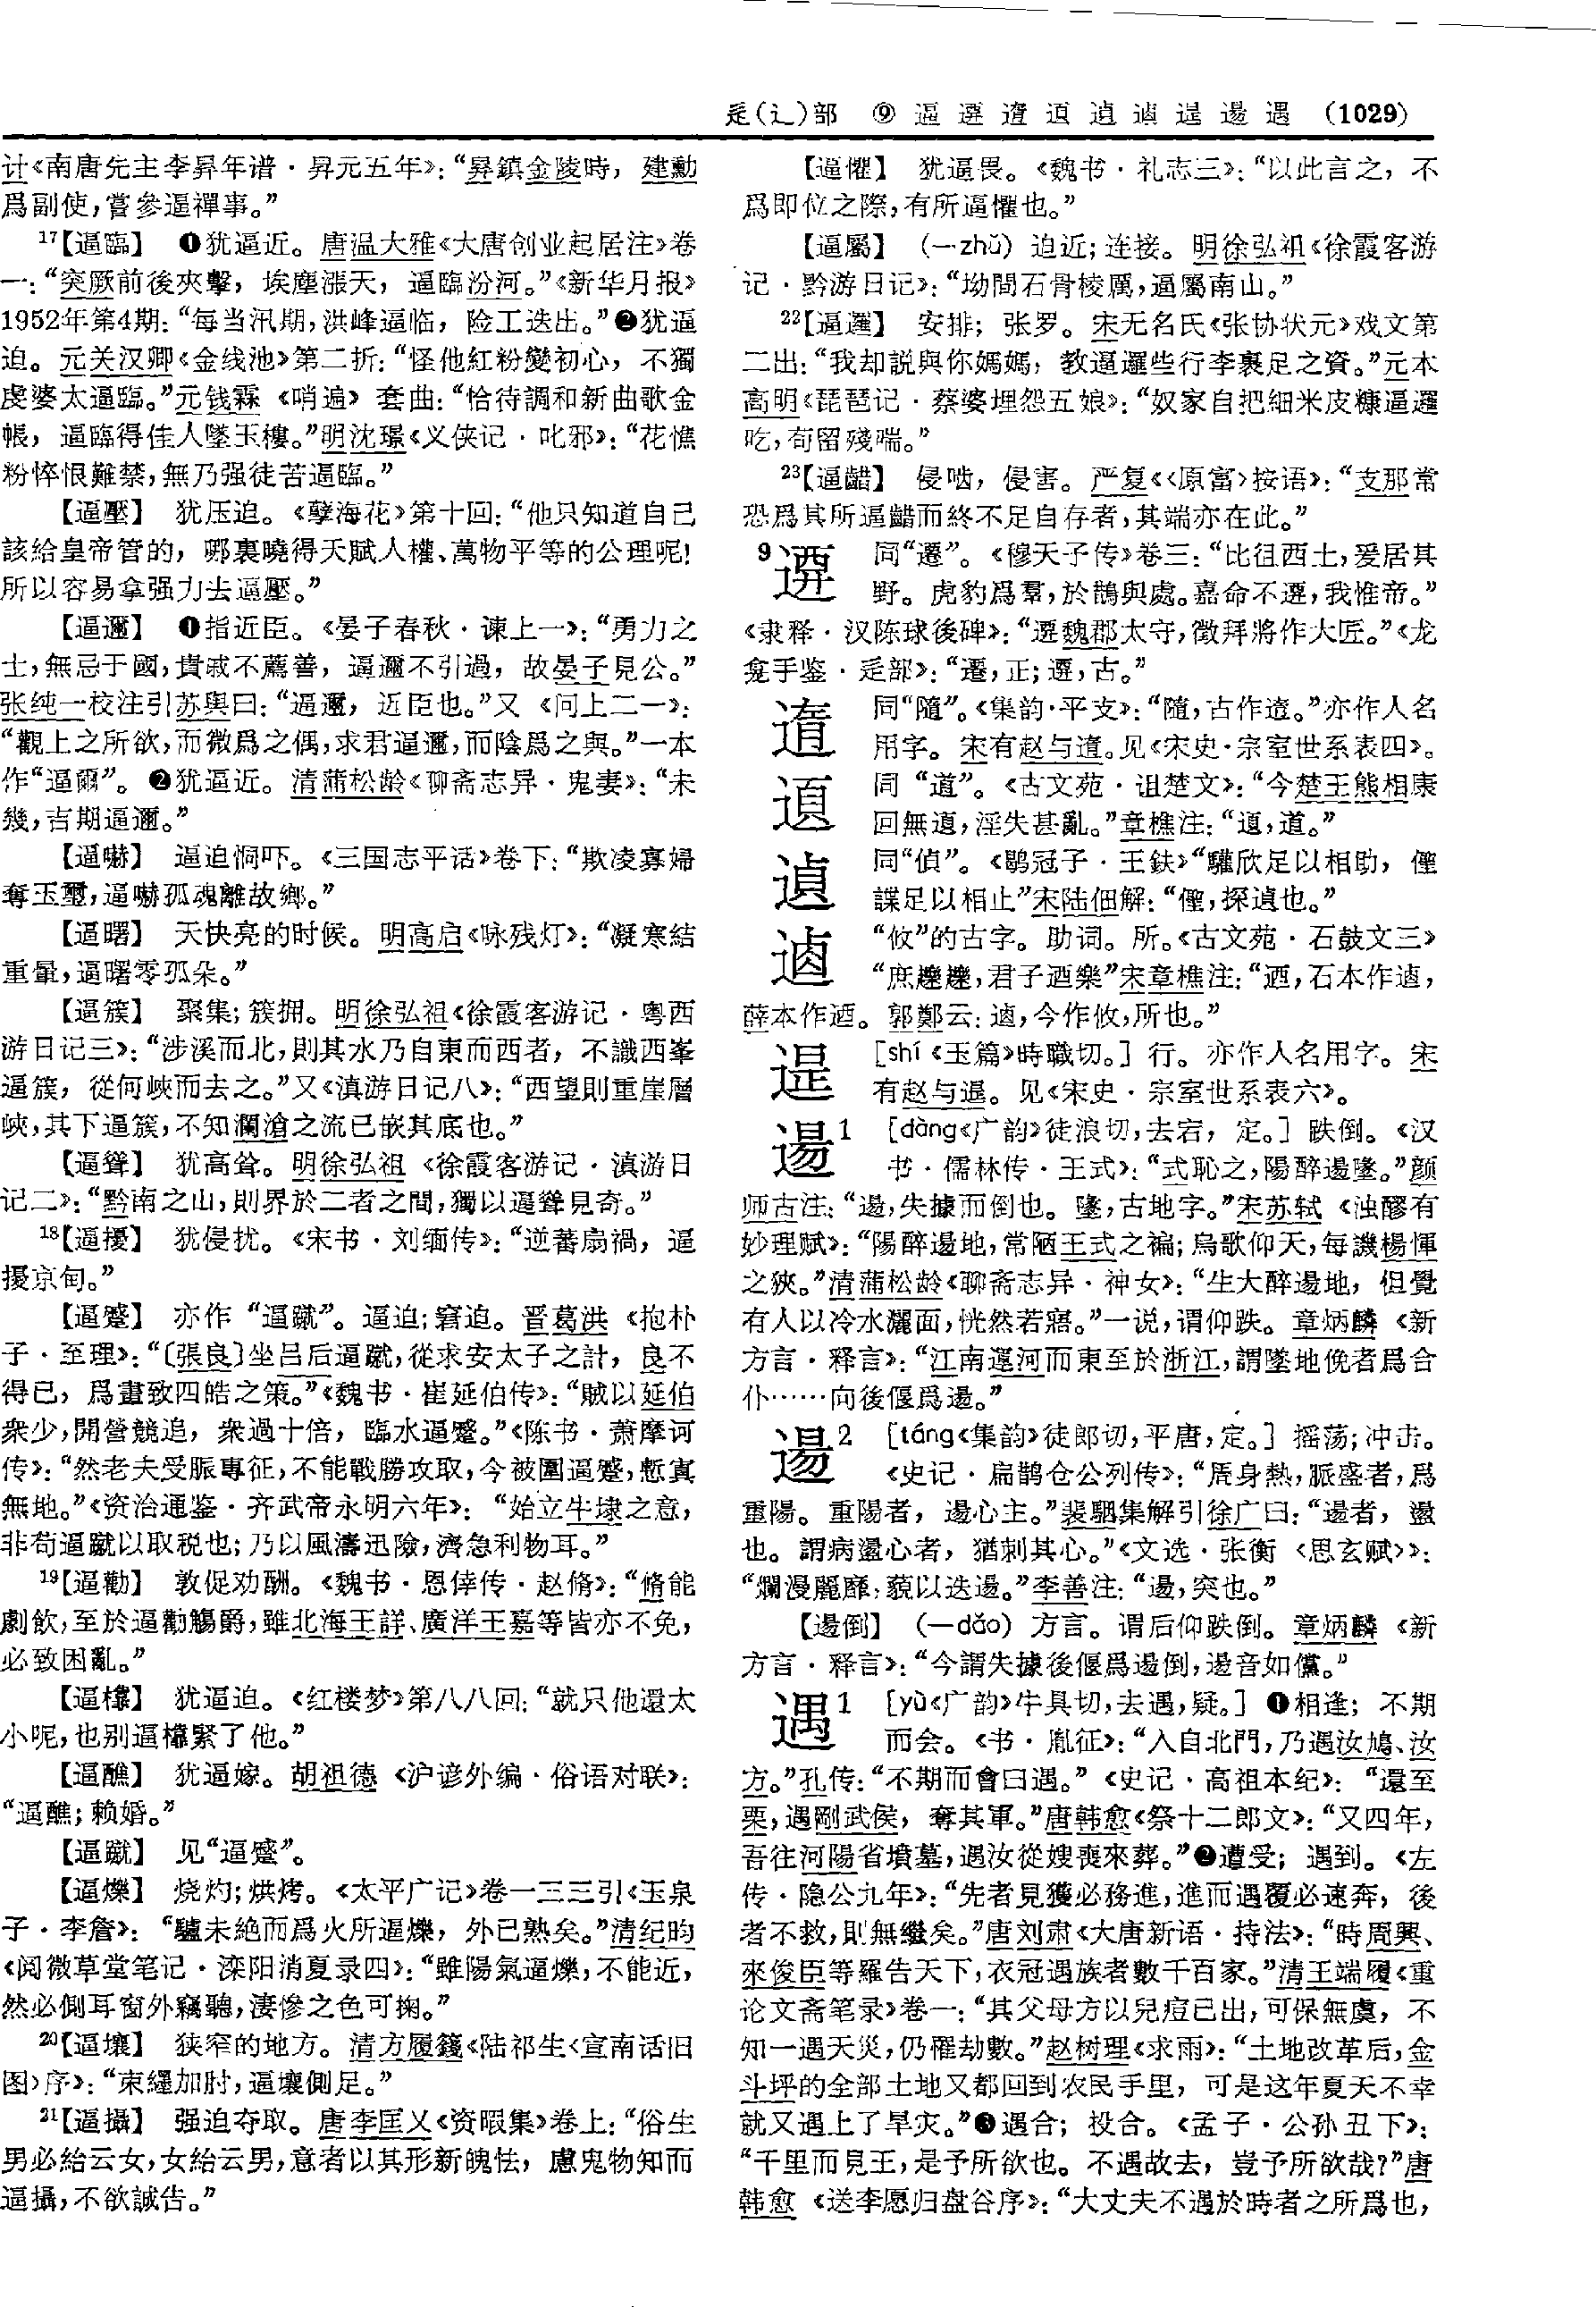 辵(辶)部 ⑨ 逼 遷 遀 逳 遉 逌 遈 逿 遇 (1029)
计《南唐先主李昪年谱·昇元五年》：“昪鎮金陵時，建勳
爲副使，嘗參逼禪事。”
17【逼臨】 ❶犹逼近。唐温大雅《大唐创业起居注》卷
一：“突厥前後夾擊，埃塵漲天，逼臨汾河。”《新华月报》
1952年第4期：“每当汛期，洪峰逼临，险工迭出。”❷犹逼
迫。元关汉卿《金线池》第二折：“怪他紅粉變初心，不獨
虔婆太逼臨。”元钱霖《哨遍》套曲：“恰待調和新曲歌金
帳，逼臨得佳人墜玉樓。”明沈璟《义侠记·叱邪》：“花憔
粉悴恨難禁，無乃强徒苦逼臨。”
【逼壓】 犹压迫。《孽海花》第十回：“他只知道自己
該給皇帝管的，哪裏曉得天賦人權、萬物平等的公理呢！
所以容易拿强力去逼壓。”
【逼邇】 ❶指近臣。《晏子春秋·谏上一》：“勇力之
士，無忌于國，貴戚不薦善，逼邇不引過，故晏子見公。”
张纯一校注引苏舆曰：“逼邇，近臣也。”又《问上二一》：
“觀上之所欲，而微爲之偶，求君逼邇，而陰爲之與。”一本
作“逼爾”。❷犹逼近。清蒲松龄《聊斋志异·鬼妻》：“未
幾，吉期逼邇。”
【逼嚇】 逼迫恫吓。《三国志平话》卷下：“欺凌寡婦
奪玉璽，逼嚇孤魂離故鄉。”
【逼曙】 天快亮的时候。明高启《咏残灯》：“凝寒結
重暈，逼曙零孤朵。”
【逼簇】 聚集；簇拥。明徐弘祖《徐霞客游记·粤西
游日记三》：“涉溪而北，則其水乃自東而西者，不識西峯
逼簇，從何峽而去之。”又《滇游日记八》：“西望則重崖層
峽，其下逼簇，不知瀾滄之流已嵌其底也。”
【逼聳】 犹高耸。明徐弘祖《徐霞客游记·滇游日
记二》：“黔南之山，則界於二者之間，獨以逼聳見奇。”
18【逼擾】 犹侵扰。《宋书·刘缅传》：“逆蕃扇禍，逼
擾京甸。”
【逼蹙】 亦作“逼蹴”。逼迫；窘迫。晋葛洪《抱朴
子·至理》：“〔張良〕坐吕后逼蹴，從求安太子之計，良不
得已，爲畫致四皓之策。”《魏书·崔延伯传》：“賊以延伯
衆少，開營競追，衆過十倍，臨水逼蹙。”《陈书·萧摩诃
传》：“然老夫受脤專征，不能戰勝攻取，今被圍逼蹙，慙寘
無地。”《资治通鉴·齐武帝永明六年》：“始立牛埭之意，
非苟逼蹴以取税也；乃以風濤迅險，濟急利物耳。”
19【逼勸】 敦促劝酬。《魏书·恩倖传·赵脩》：“脩能
劇飲，至於逼勸觴爵，雖北海王詳、廣洋王嘉等皆亦不免，
必致困亂。”
【逼㩧】 犹逼迫。《红楼梦》第八八回：“就只他還太
小呢，也别逼㩧緊了他。”
【逼醮】 犹逼嫁。胡祖德《沪谚外编·俗语对联》：
“逼醮；赖婚。”
【逼蹴】 见“逼蹙”。
【逼爍】 烧灼；烘烤。《太平广记》卷一三三引《玉泉
子·李詹》：“驢未絶而爲火所逼爍，外已熟矣。”清纪昀
《阅微草堂笔记·滦阳消夏录四》：“雖陽氣逼爍，不能近，
然必側耳窗外竊聽，淒慘之色可掬。”
20【逼壤】 狭窄的地方。清方履籛《陆祁生〈宣南话旧
图〉序》：“束纆加肘，逼壤側足。”
21【逼攝】 强迫夺取。唐李匡乂《资暇集》卷上：“俗生
男必紿云女，女紿云男，意者以其形新魄怯，慮鬼物知而
逼攝，不欲誠告。”
【逼懼】 犹逼畏。《魏书·礼志三》：“以此言之，不
爲即位之際，有所逼懼也。”
【逼屬】 （—zhǔ）迫近；连接。明徐弘祖《徐霞客游
记·黔游日记》：“坳間石骨棱厲，逼屬南山。”
22【逼邏】 安排；张罗。宋无名氏《张协状元》戏文第
二出：“我却説與你媽媽，教逼邏些行李裹足之資。”元本
高明《琵琶记·蔡婆埋怨五娘》：“奴家自把細米皮糠逼邏
吃，苟留殘喘。”
23【逼齰】 侵啮，侵害。严复《〈原富〉按语》：“支那常
恐爲其所逼齰而終不足自存者，其端亦在此。”
9 同“遷”。《穆天子传》卷三：“比徂西土，爰居其
野。虎豹爲羣，於鵲與處。嘉命不遷，我惟帝。”
《隶释·汉陈球後碑》：“遷魏郡太守，徵拜將作大匠。”《龙
龛手鉴·辵部》：“遷，正；，古。”
遀 同“隨”。《集韵·平支》：“隨，古作遀。”亦作人名
用字。宋有赵与遀。见《宋史·宗室世系表四》。
同“道”。《古文苑·诅楚文》：“今楚王熊相康
回無道，淫失甚亂。”章樵注：“，道。”
遉 同“偵”。《鹖冠子·王鈇》“驩欣足以相助，僆
諜足以相止”宋陆佃解：“，探遉也。”
“攸”的古字。助词。所。《古文苑·石鼓文三》
“庶，君子迺樂”宋章樵注：“迺，石本作逌，
薛本作逎。郭鄭云：逌，今作攸，所也。”
遈 [shí《玉篇》時職切。] 行。亦作人名用字。宋
有赵与遈。见《宋史·宗室世系表六》。
逿1 [dàng《广韵》徒浪切，去宕，定。] 跌倒。《汉
书·儒林传·王式》：“式恥之，陽醉逿墬。”颜
师古注：“逿，失據而倒也。墬，古地字。”宋苏轼《浊醪有
妙理赋》：“陽醉逿地，常陋王式之褊；烏歌仰天，每譏楊惲
之狹。”清蒲松龄《聊斋志异·神女》：“生大醉逿地，但覺
有人以冷水灑面，恍然若寤。”一说，谓仰跌。章炳麟《新
方言·释言》：“江南運河而東至於浙江，謂墜地俛者爲合
仆……向後偃爲逿。”
逿2 [táng《集韵》徒郎切，平唐，定。] 摇荡；冲击。
《史记·扁鹊仓公列传》：“周身熱，脈盛者，爲
重陽。重陽者，逿心主。”裴駰集解引徐广曰：“逿者，盪
也。謂病盪心者，猶刺其心。”《文选·张衡〈思玄赋〉》：
“爛漫麗靡，藐以迭逿。”李善注：“逿，突也。”
【逿倒】 （—dǎo）方言。谓后仰跌倒。章炳麟《新
方言·释言》：“今謂失據後偃爲逿倒，逿音如儻。”
遇1 [yù《广韵》牛具切，去遇，疑。] ❶相逢；不期
而会。《书·胤征》：“入自北門，乃遇汝鳩、汝
方。”孔传：“不期而會曰遇。”《史记·高祖本纪》：“還至
栗，遇剛武侯，奪其軍。”唐韩愈《祭十二郎文》：“又四年，
吾往河陽省墳墓，遇汝從嫂喪來葬。”❷遭受；遇到。《左
传·隐公九年》：“先者見獲必務進，進而遇覆必速奔，後
者不救，則無繼矣。”唐刘肃《大唐新语·持法》：“時周興、
來俊臣等羅告天下，衣冠遇族者數千百家。”清王端履《重
论文斋笔录》卷一：“其父母方以兒痘已出，可保無虞，不
知一遇天災，仍罹劫數。”赵树理《求雨》：“土地改革后，金
斗坪的全部土地又都回到农民手里，可是这年夏天不幸
就又遇上了旱灾。”❸遇合；投合。《孟子·公孙丑下》：
“千里而見王，是予所欲也。不遇故去，豈予所欲哉？”唐
韩愈《送李愿归盘谷序》：“大丈夫不遇於時者之所爲也，